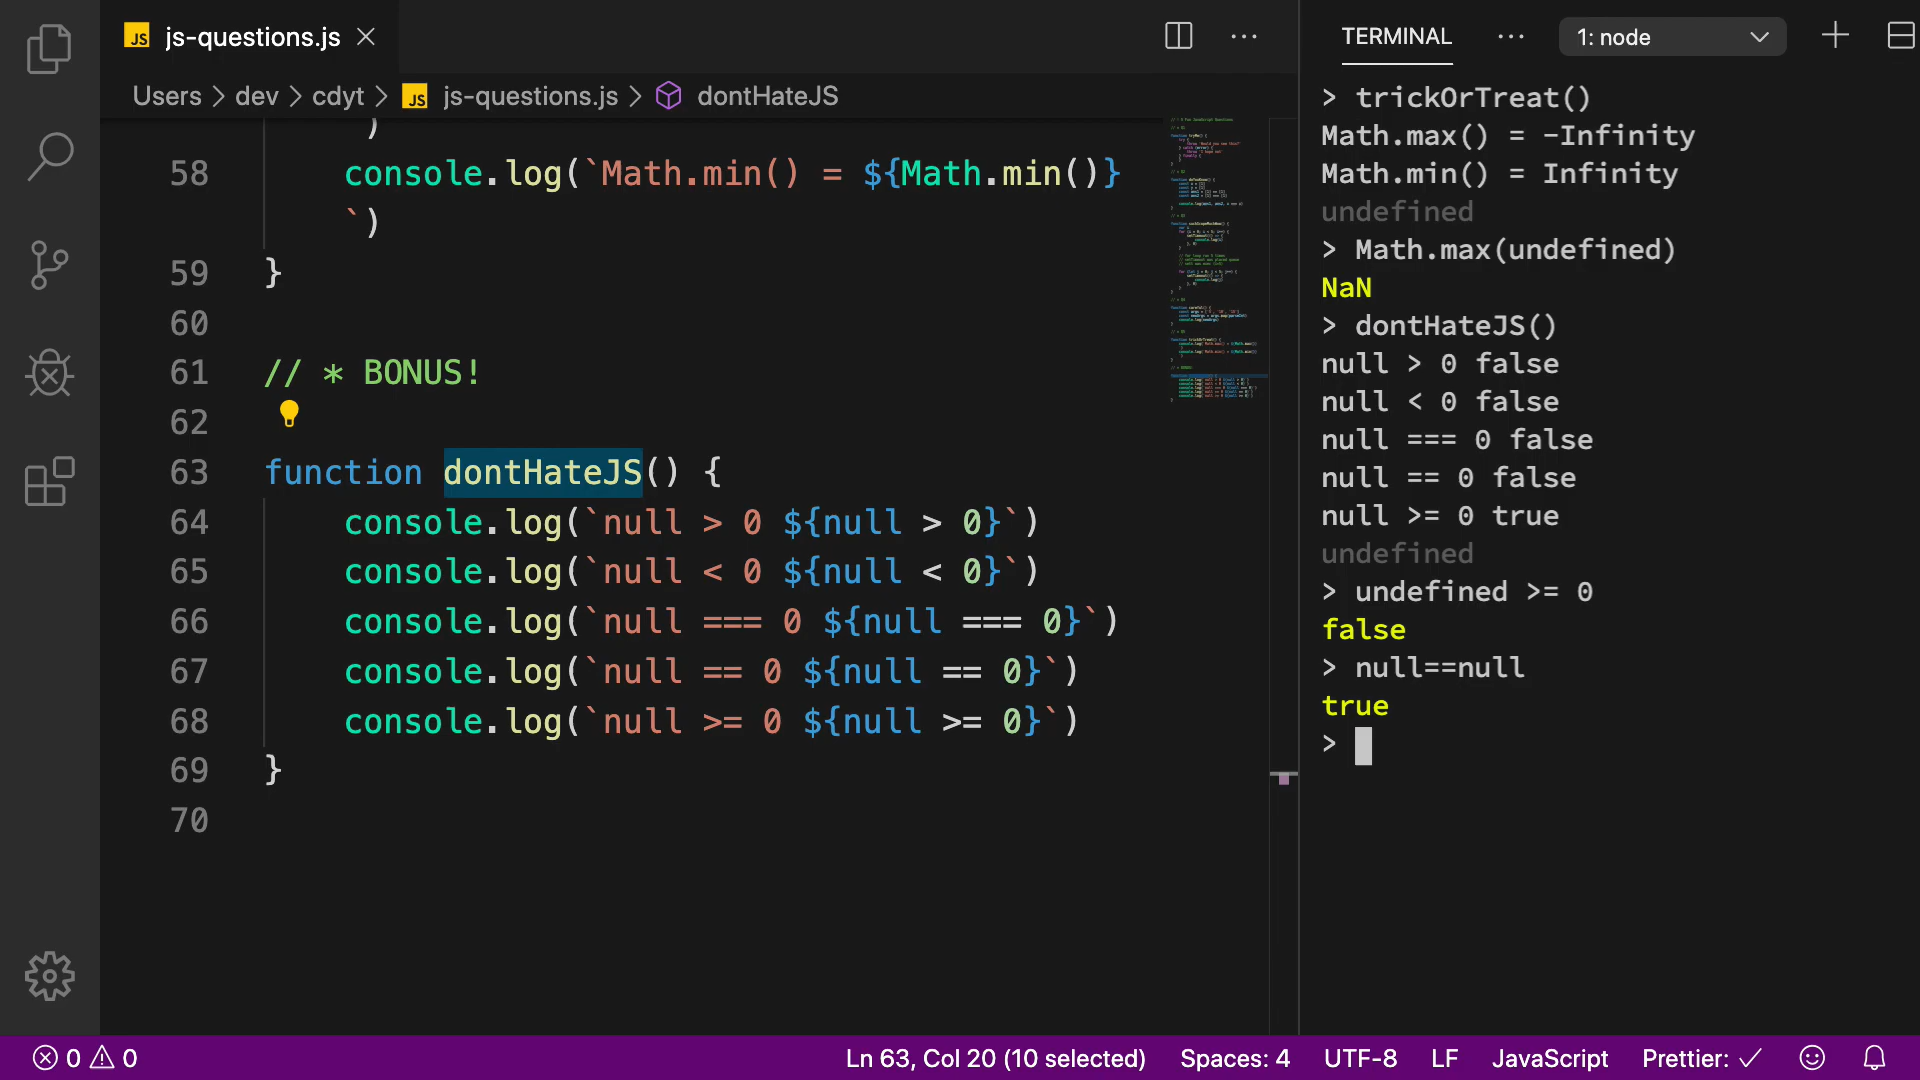 JS js-questions.js
Users > dev > cdyt > JS js-questions.js > dontHateJS
)
58 console.log(`Math.min() = ${Math.min()}
`)
59 }
60
61 // * BONUS!
62
63 function dontHateJS() {
64 console.log(`null > 0 ${null > 0}`)
65 console.log(`null < 0 ${null < 0}`)
66 console.log(`null === 0 ${null === 0}`)
67 console.log(`null == 0 ${null == 0}`)
68 console.log(`null >= 0 ${null >= 0}`)
69 }
70
TERMINAL ··· 1: node
> trickOrTreat()
Math.max() = -Infinity
Math.min() = Infinity
undefined
> Math.max(undefined)
NaN
> dontHateJS()
null > 0 false
null < 0 false
null === 0 false
null == 0 false
null >= 0 true
undefined
> undefined >= 0
false
> null==null
true
>
0 0 Ln 63, Col 20 (10 selected) Spaces: 4 UTF-8 LF JavaScript Prettier: ✓